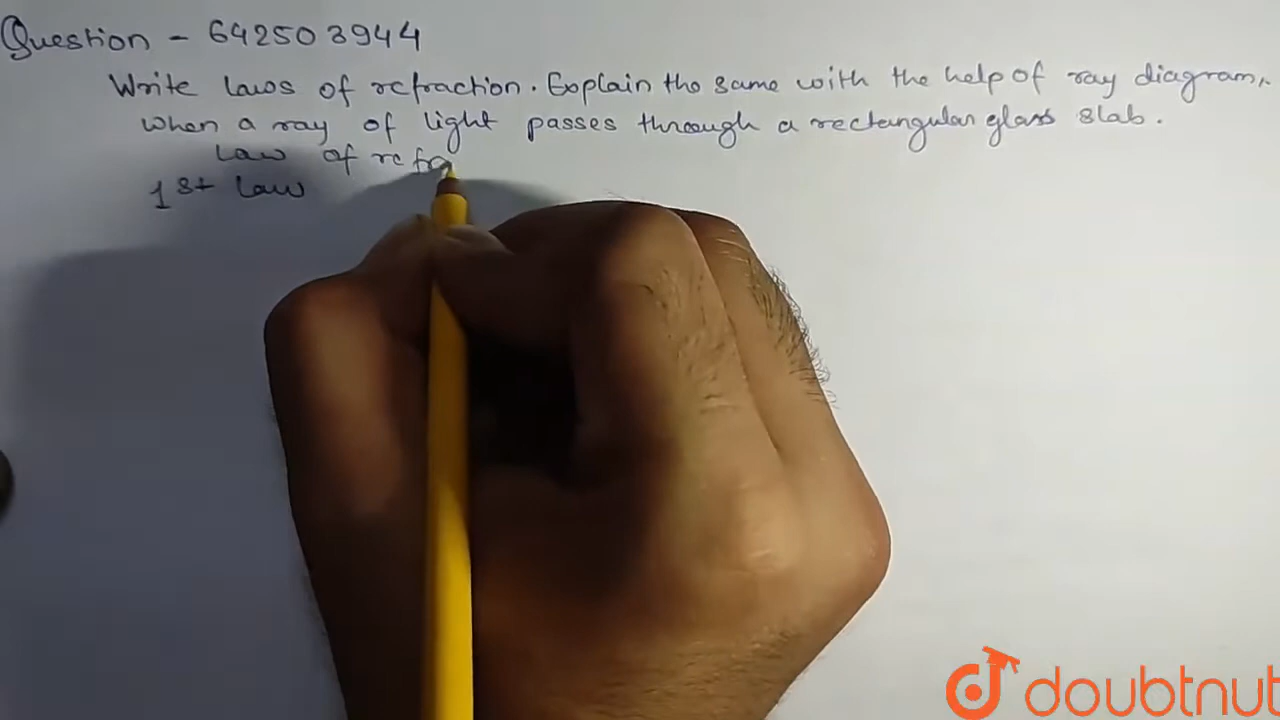 Question - 642503944
Write laws of refraction. Explain the same with the help of ray diagram,
when a ray of light passes through a rectangular glass slab.
Law of refra
1st law
doubtnut